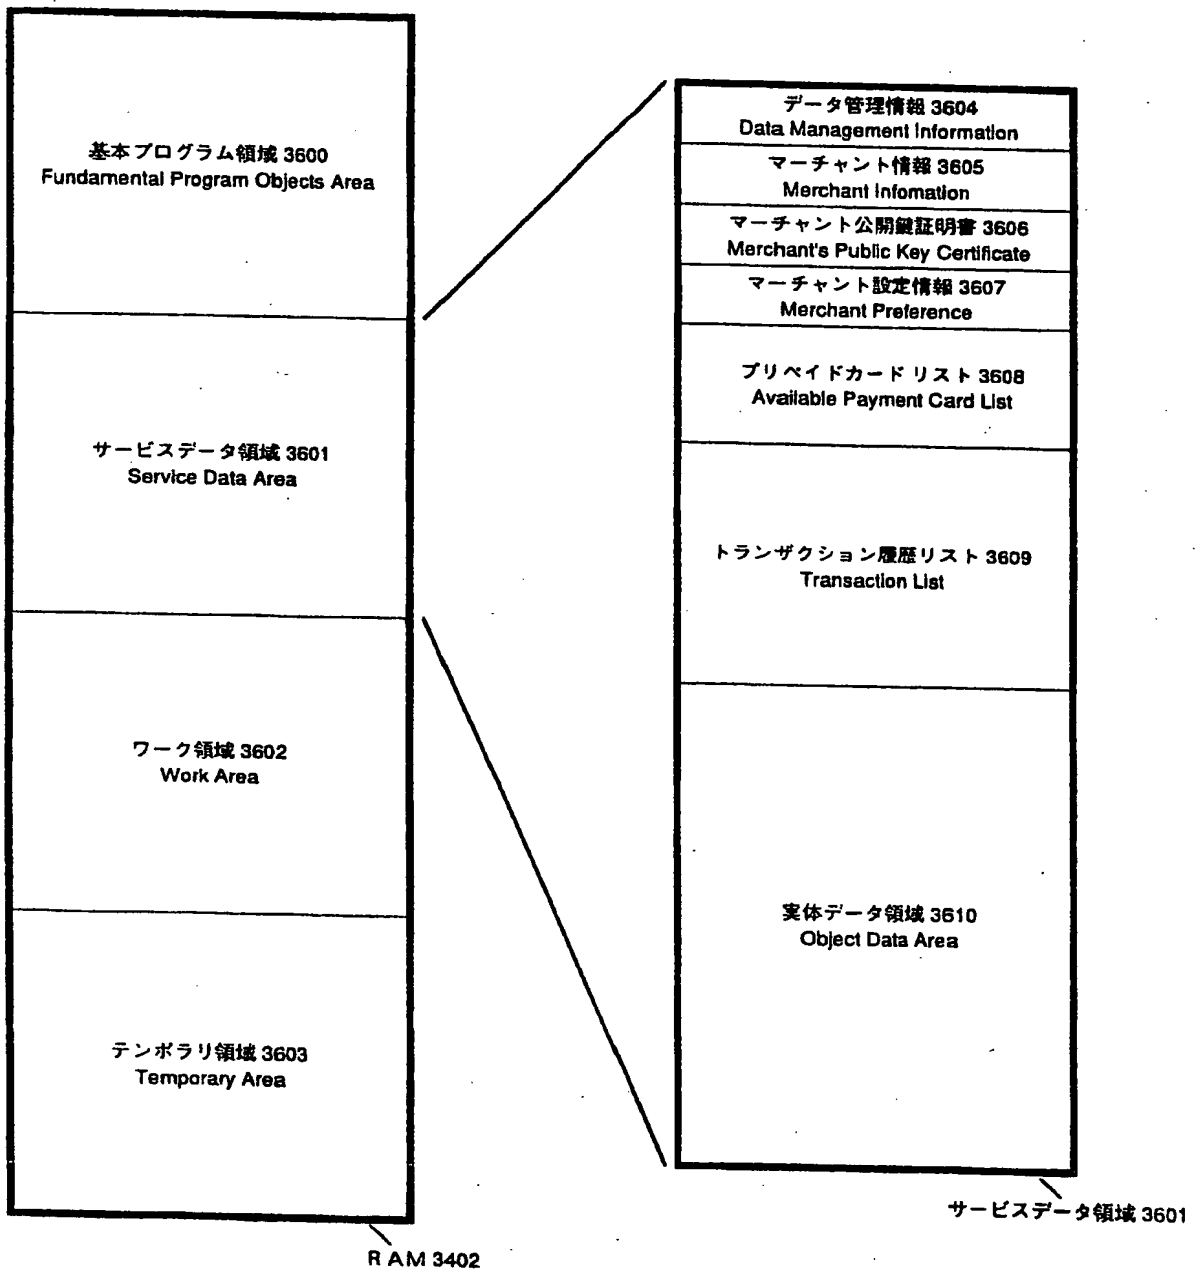 基本プログラム領域 3600
Fundamental Program Objects Area
サービスデータ領域 3601
Service Data Area
ワーク領域 3602
Work Area
テンポラリ領域 3603
Temporary Area
RAM 3402
データ管理情報 3604
Data Management Information
マーチャント情報 3605
Merchant Infomation
マーチャント公開鍵証明書 3606
Merchant's Public Key Certificate
マーチャント設定情報 3607
Merchant Preference
プリペイドカード リスト 3608
Available Payment Card List
トランザクション履歴リスト 3609
Transaction List
実体データ領域 3610
Object Data Area
サービスデータ領域 3601